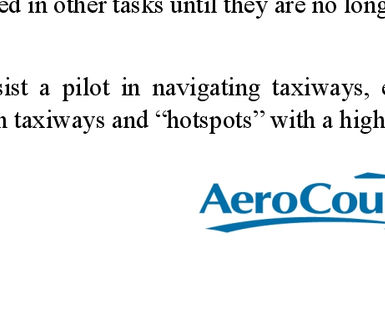 ed in other tasks until they are no long
sist a pilot in navigating taxiways, e
n taxiways and “hotspots” with a high
AeroCou